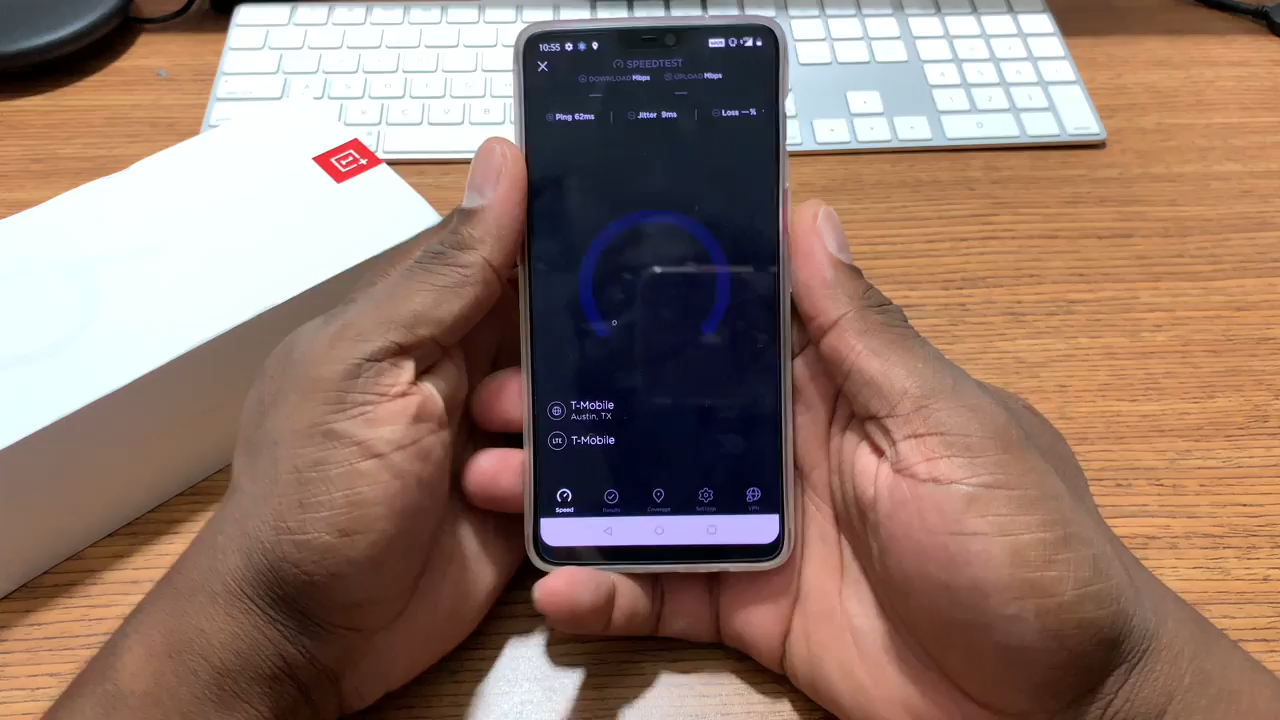 10:55
SPEEDTEST
DOWNLOAD Mbps UPLOAD Mbps
Ping 62ms Jitter 9ms Loss —%
0
T-Mobile
Austin, TX
LTE T-Mobile
Speed Results Coverage Settings VPN